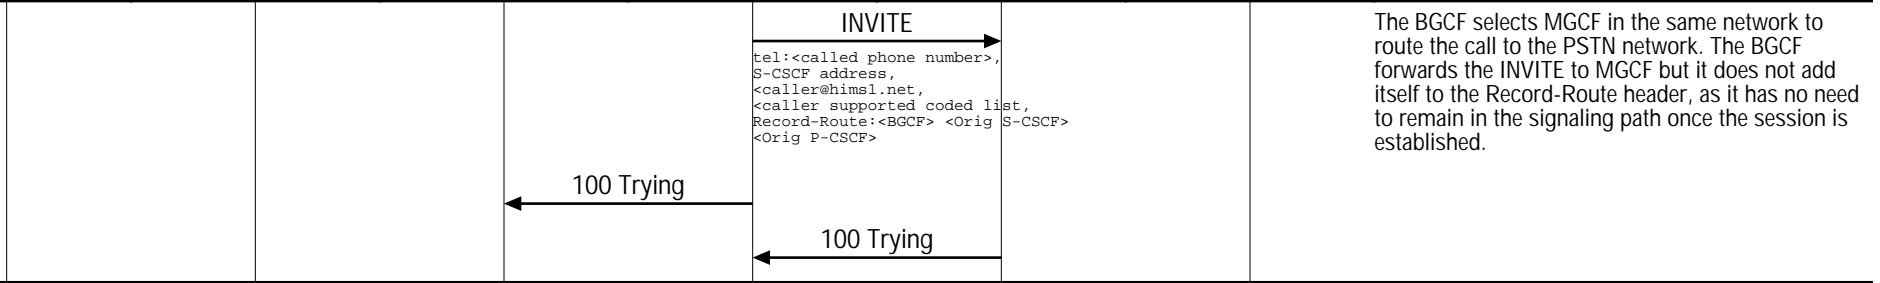 INVITE
tel:<called phone number>,
S-CSCF address,
<caller@hims1.net,
<caller supported coded list,
Record-Route:<BGCF> <Orig S-CSCF>
<Orig P-CSCF>
100 Trying
100 Trying
The BGCF selects MGCF in the same network to
route the call to the PSTN network. The BGCF
forwards the INVITE to MGCF but it does not add
itself to the Record-Route header, as it has no need
to remain in the signaling path once the session is
established.